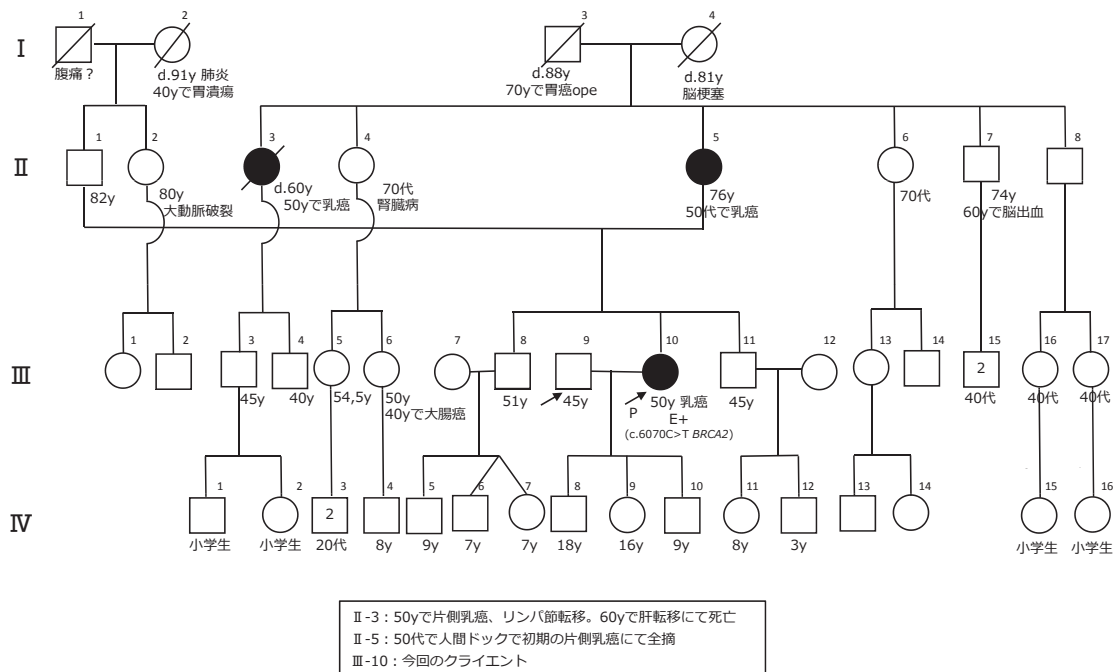 1 2 3 4
I
腹痛？ d.91y 肺炎 d.88y d.81y
40yで胃潰瘍 70yで胃癌ope 脳梗塞
1 2 3 4 5 6 7 8
II
82y 80y d.60y 70代 76y 70代 74y
大動脈破裂 50yで乳癌 腎臓病 50代で乳癌 60yで脳出血
1 2 3 4 5 6 7 8 9 10 11 12 13 14 15 16 17
III
2
45y 40y 54,5y 50y 51y 45y P 50y 乳癌 45y 40代 40代 40代
40yで大腸癌 E+
(c.6070C>T BRCA2)
1 2 3 4 5 6 7 8 9 10 11 12 13 14 15 16
IV
2
小学生 小学生 20代 8y 9y 7y 7y 18y 16y 9y 8y 3y 小学生 小学生
Ⅱ-3：50yで片側乳癌、リンパ節転移。60yで肝転移にて死亡
Ⅱ-5：50代で人間ドックで初期の片側乳癌にて全摘
Ⅲ-10：今回のクライエント